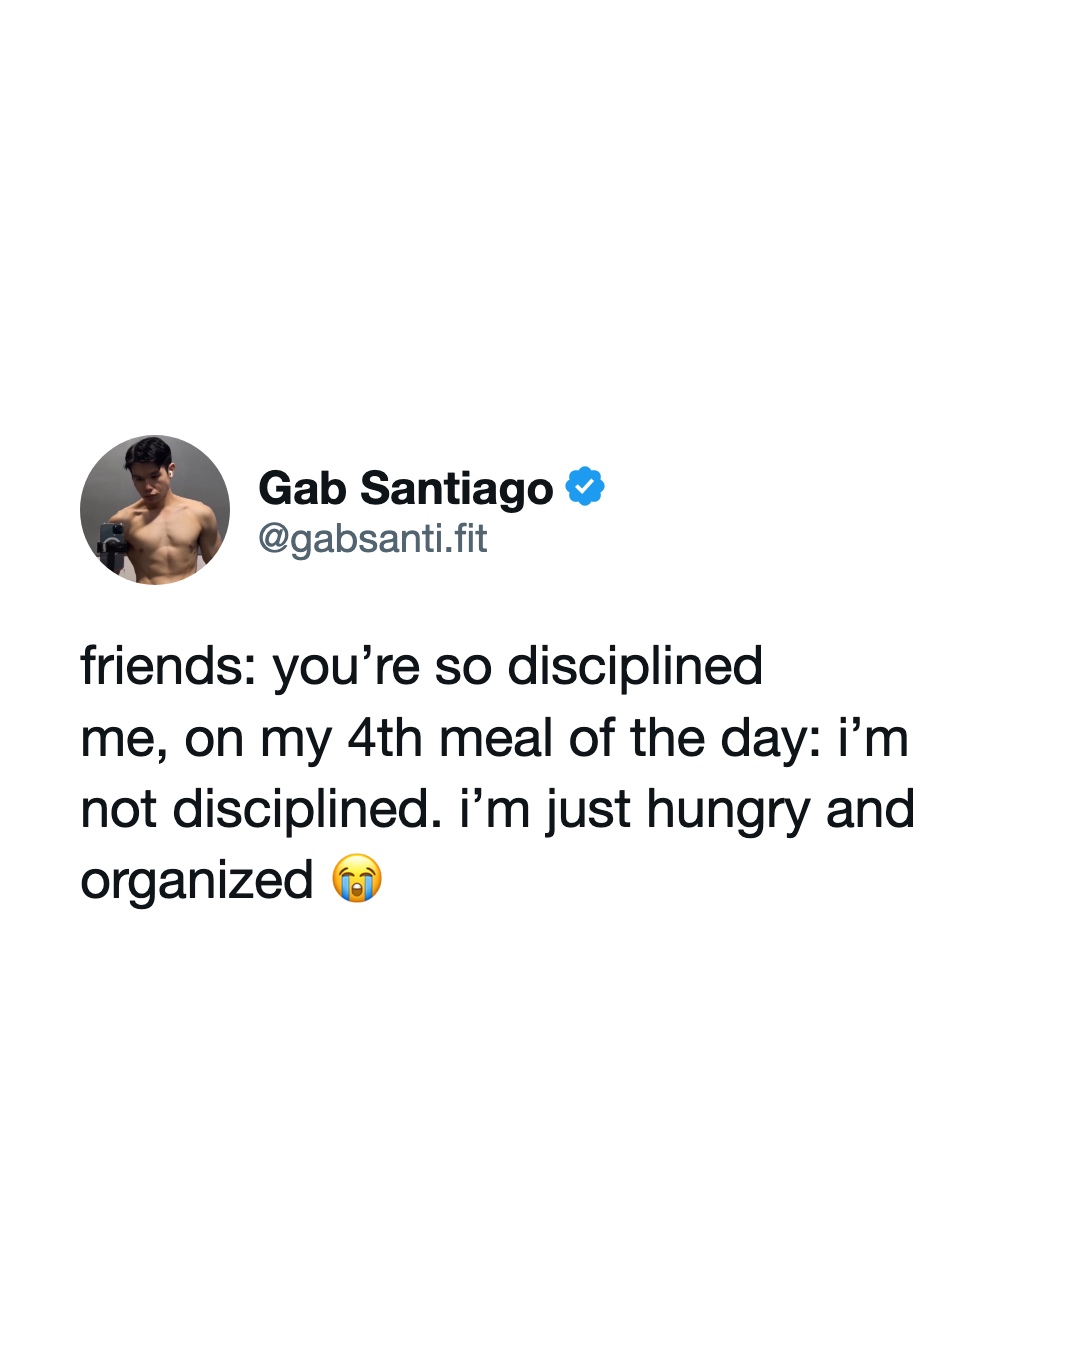 Gab Santiago
@gabsanti.fit
friends: you’re so disciplined
me, on my 4th meal of the day: i’m
not disciplined. i’m just hungry and
organized 😭